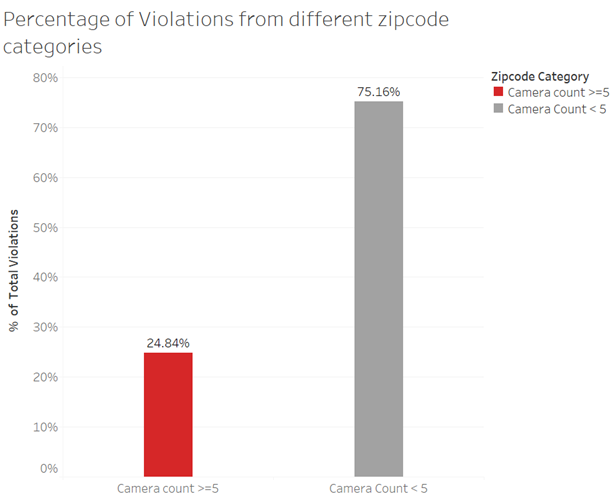 Percentage of Violations from different zipcode
categories
Zipcode Category
Camera count >=5
Camera Count < 5
% of Total Violations
80%
70%
60%
50%
40%
30%
20%
10%
0%
24.84%
75.16%
Camera count >=5
Camera Count < 5